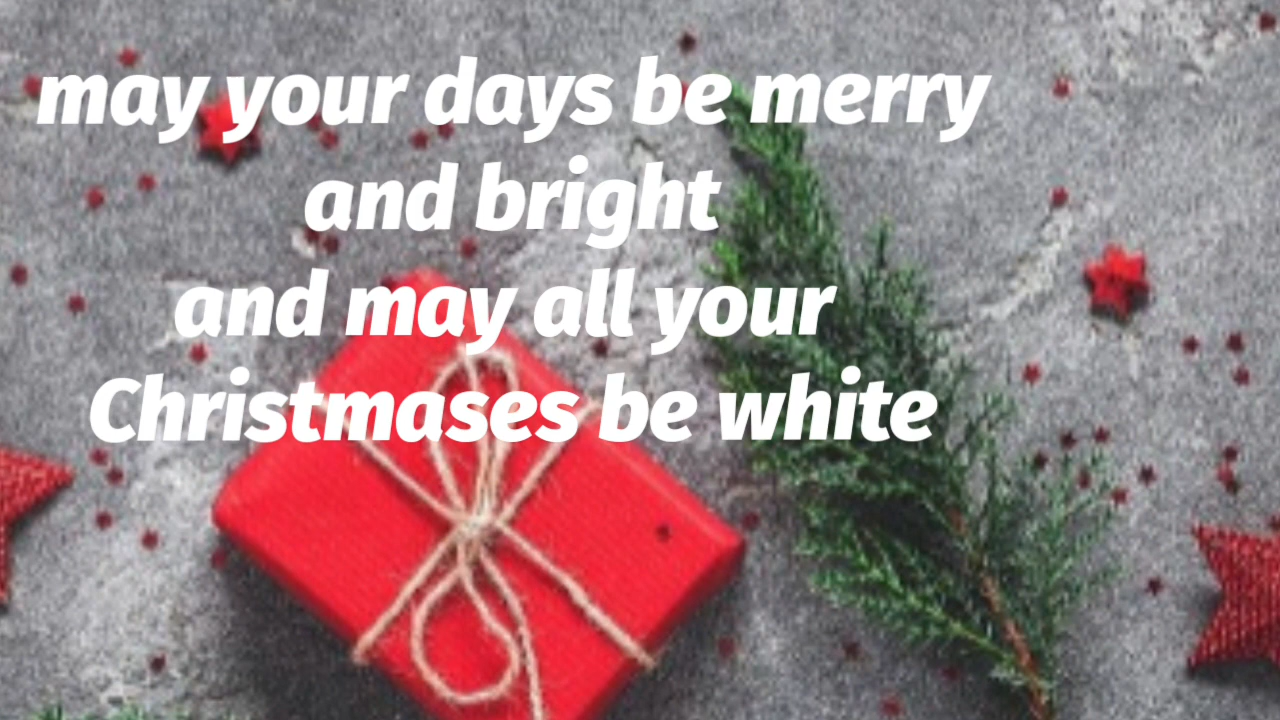 may your days be merry
and bright
and may all your
Christmases be white